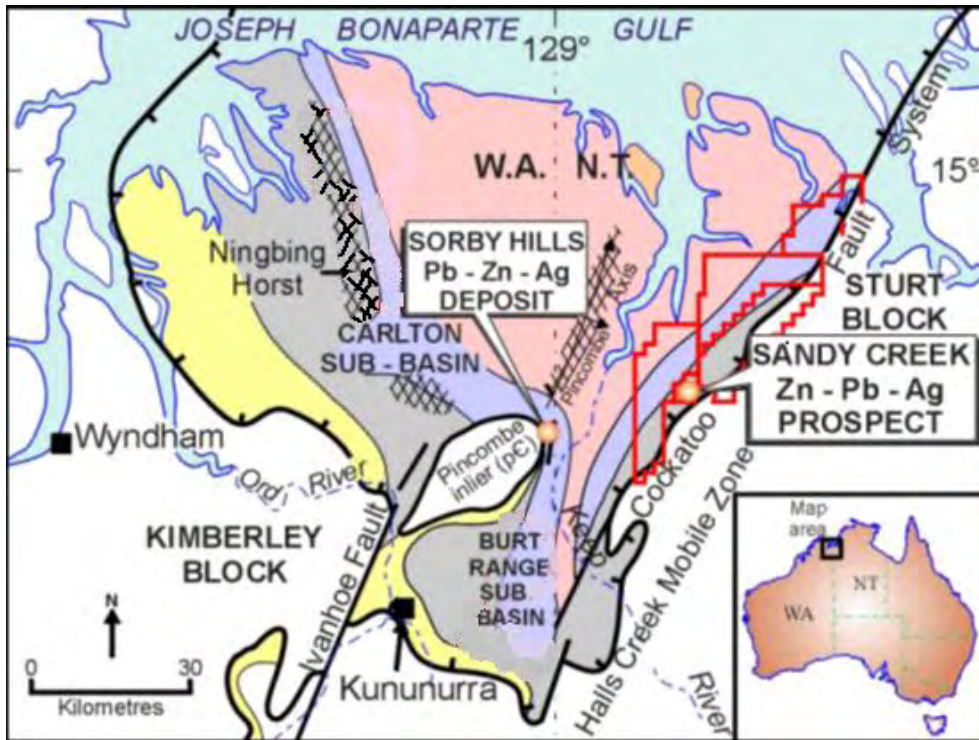 JOSEPH BONAPARTE GULF
129°
System
15°
W.A. N.T.
Fault
Ningbing
Horst
SORBY HILLS
Pb - Zn - Ag
DEPOSIT
Axis
Pincombe
STURT
BLOCK
CARLTON
SUB - BASIN
SANDY CREEK
Zn - Pb - Ag
PROSPECT
Wyndham
Pincombe
inlier (pЄ)
Cockatoo
Ord River
Keep
Halls Creek Mobile Zone
KIMBERLEY
BLOCK
Ivanhoe Fault
BURT
RANGE
SUB
BASIN
Map
area
NT
WA
N
0 30
Kilometres
Kununurra
River